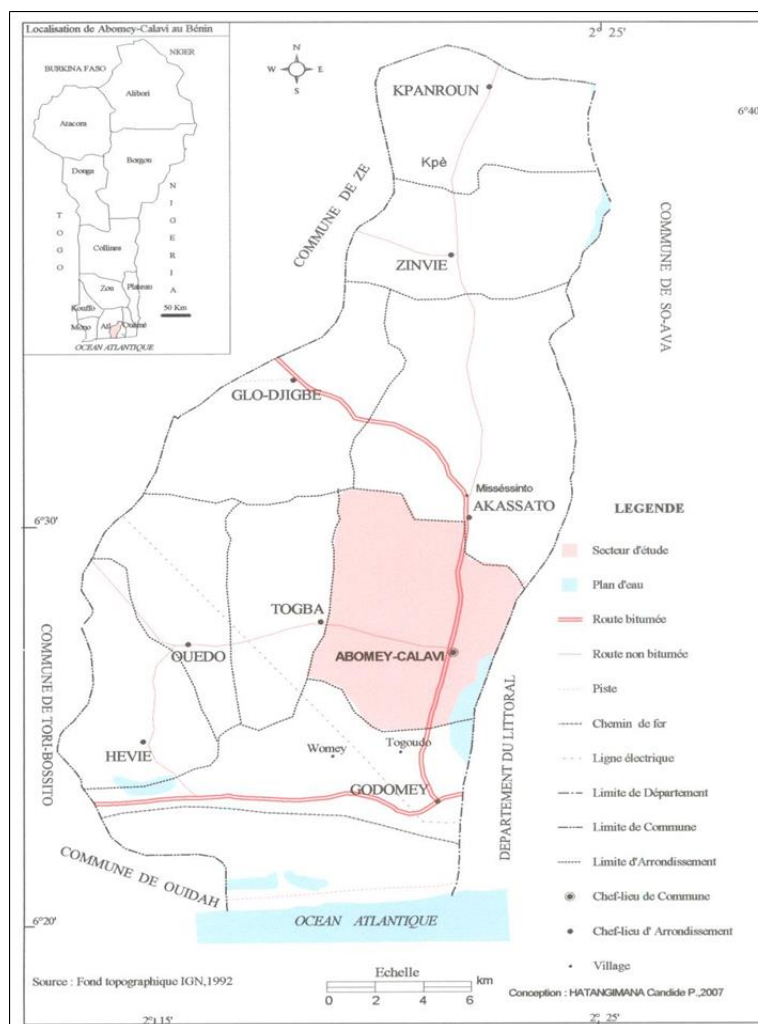 Localisation de Abomey-Calavi au Bénin
NIGER
BURKINA FASO
Alibori
Atacora
Borgou
Donga
TOGO
NIGERIA
Collines
Plateau
Zou
Kouffo
Mono
Atl
Ouémé
50 Km
OCEAN ATLANTIQUE
N
W
E
S
2° 25'
6°40
KPANROUN
Kpè
COMMUNE DE ZE
ZINVIE
COMMUNE DE SO-AVA
GLO-DJIGBE
Misséssinto
AKASSATO
6°30
TOGBA
OUEDO
ABOMEY-CALAVI
COMMUNE DE TORI-BOSSITO
HEVIE
Womey
Togoudo
GODOMEY
DEPARTEMENT DU LITTORAL
COMMUNE DE OUIDAH
6°20'
OCEAN ATLANTIQUE
LEGENDE
Secteur d'étude
Plan d'eau
Route bitumée
Route non bitumée
Piste
Chemin de fer
Ligne électrique
Limite de Département
Limite de Commune
Limite d'Arrondissement
Chef-lieu de Commune
Chef-lieu d' Arrondissement
Village
Source : Fond topographique IGN,1992
Echelle
km
0 2 4 6
Conception : HATANGIMANA Candide P.,2007
2° 15'
2° 25'